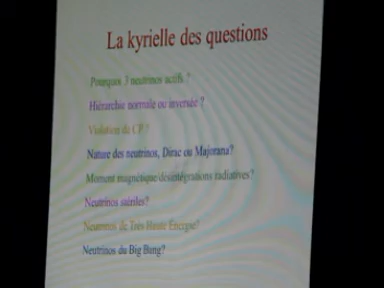 La kyrielle des questions
Pourquoi 3 neutrinos actifs ?
Hiérarchie normale ou inversée ?
Violation de CP ?
Nature des neutrinos, Dirac ou Majorana?
Moment magnétique/désintégrations radiatives?
Neutrinos stériles?
Neutrinos de Très Haute Energie?
Neutrinos du Big Bang?